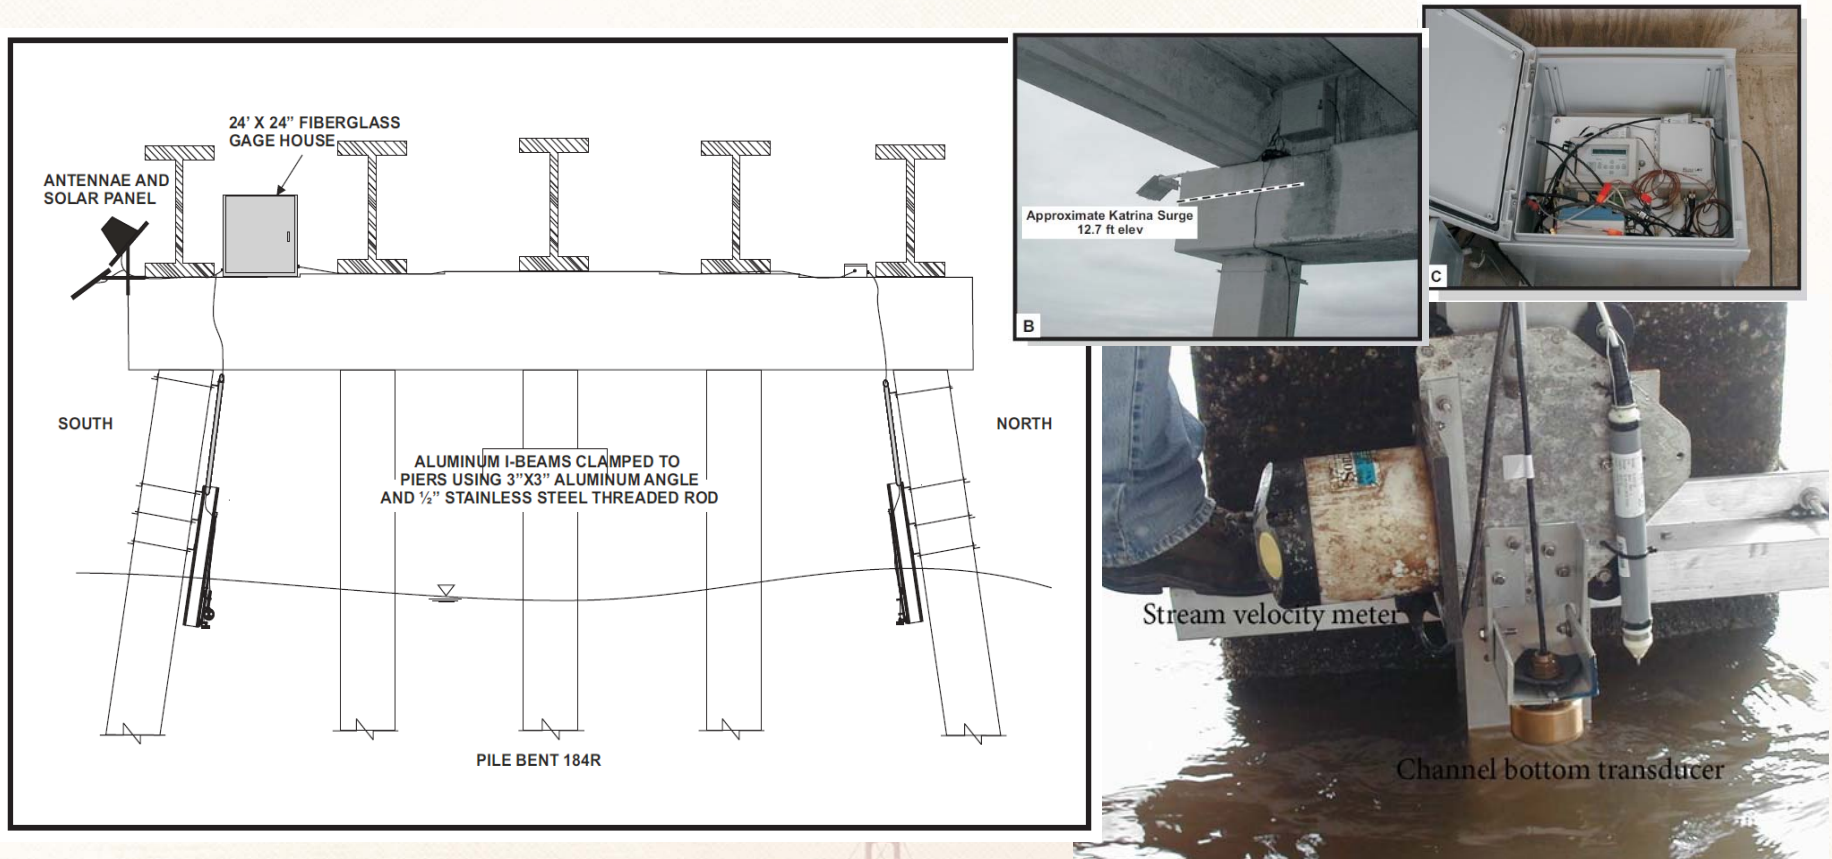 24' X 24" FIBERGLASS
GAGE HOUSE
ANTENNAE AND
SOLAR PANEL
SOUTH
NORTH
ALUMINUM I-BEAMS CLAMPED TO
PIERS USING 3"X3" ALUMINUM ANGLE
AND ½" STAINLESS STEEL THREADED ROD
PILE BENT 184R
Approximate Katrina Surge
12.7 ft elev
B
C
Stream velocity meter
Channel bottom transducer